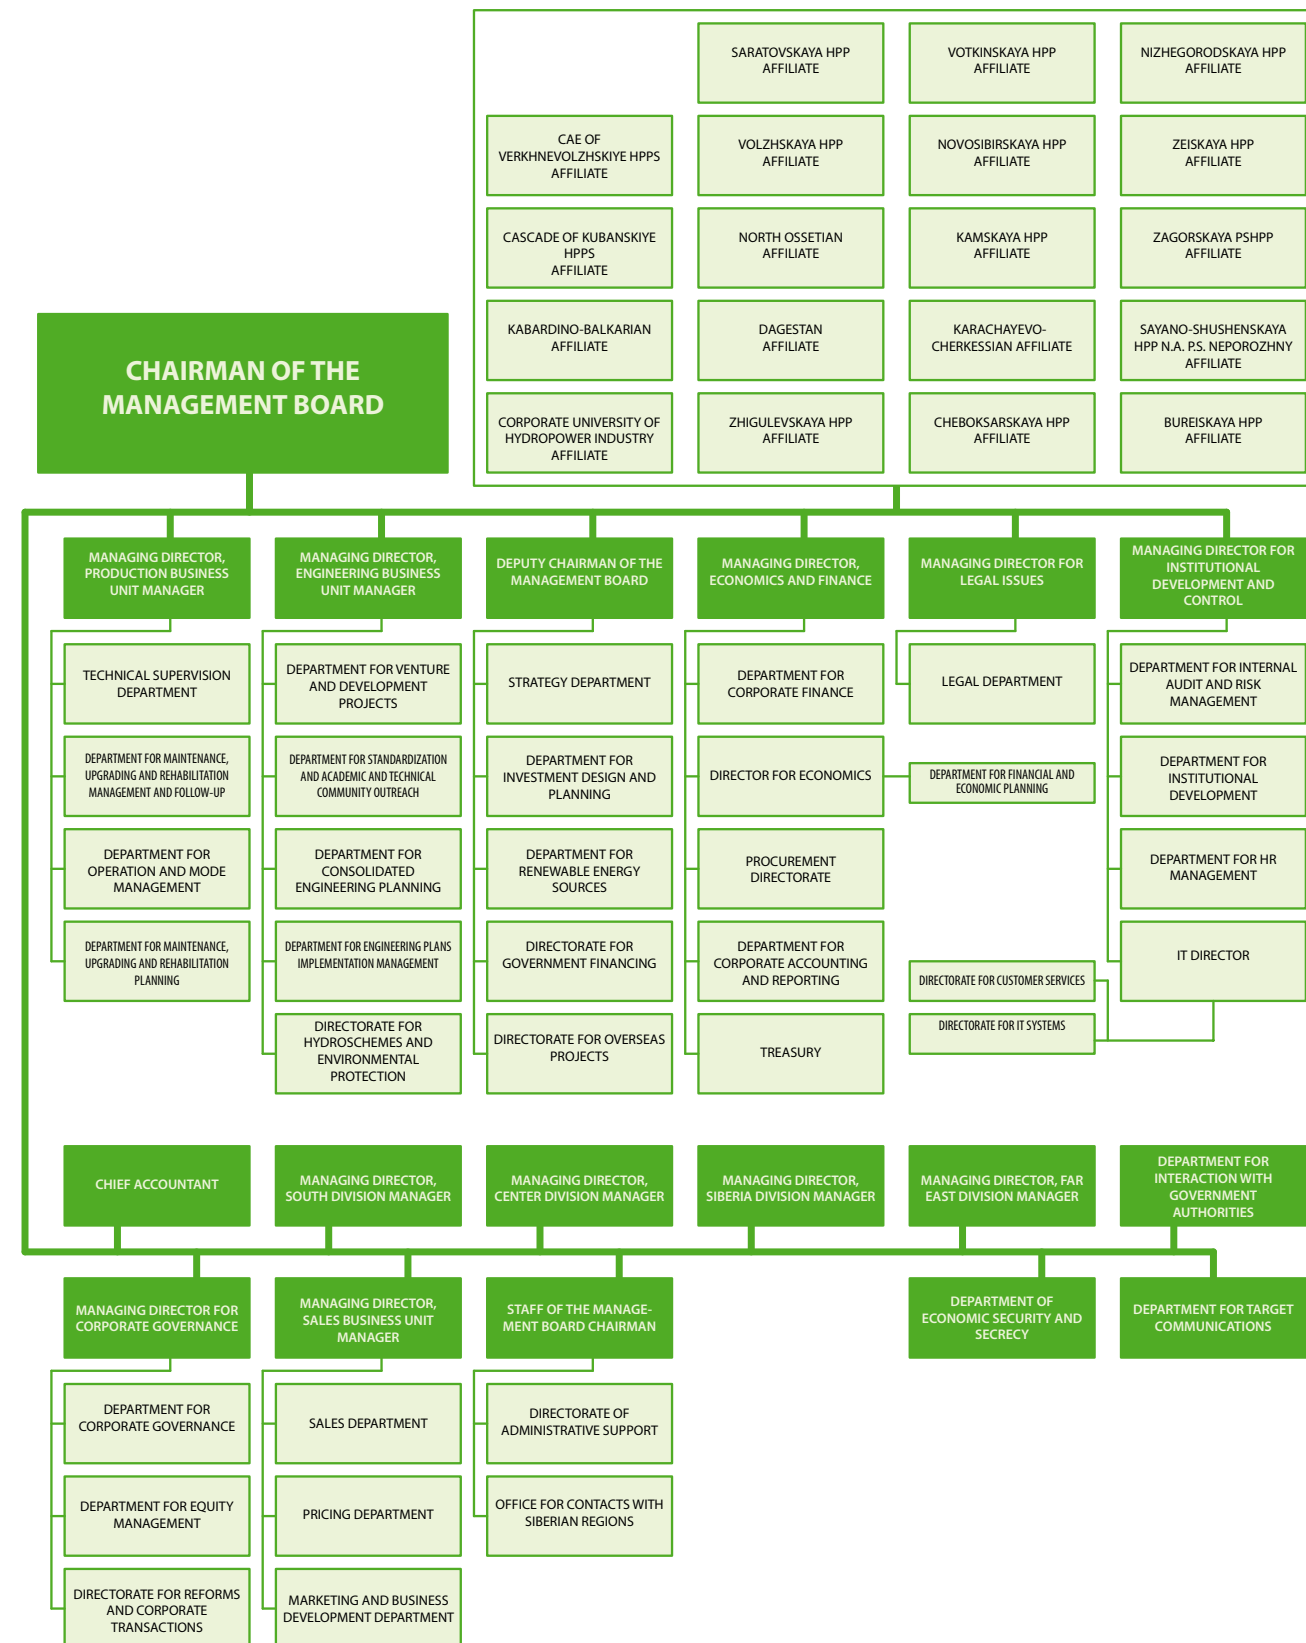 SARATOVSKAYA HPP
AFFILIATE
VOTKINSKAYA HPP
AFFILIATE
NIZHEGORODSKAYA HPP
AFFILIATE
CAE OF
VERKHNEVOLZHSKIYE HPPS
AFFILIATE
VOLZHSKAYA HPP
AFFILIATE
NOVOSIBIRSKAYA HPP
AFFILIATE
ZEISKAYA HPP
AFFILIATE
CASCADE OF KUBANSKIYE
HPPS
AFFILIATE
NORTH OSSETIAN
AFFILIATE
KAMSKAYA HPP
AFFILIATE
ZAGORSKAYA PSHPP
AFFILIATE
KABARDINO-BALKARIAN
AFFILIATE
DAGESTAN
AFFILIATE
KARACHAYEVO-
CHERKESSIAN AFFILIATE
SAYANO-SHUSHENSKAYA
HPP N.A. P.S. NEPOROZHNY
AFFILIATE
CORPORATE UNIVERSITY OF
HYDROPOWER INDUSTRY
AFFILIATE
ZHIGULEVSKAYA HPP
AFFILIATE
CHEBOKSARSKAYA HPP
AFFILIATE
BUREISKAYA HPP
AFFILIATE
CHAIRMAN OF THE
MANAGEMENT BOARD
MANAGING DIRECTOR,
PRODUCTION BUSINESS
UNIT MANAGER
MANAGING DIRECTOR,
ENGINEERING BUSINESS
UNIT MANAGER
DEPUTY CHAIRMAN OF THE
MANAGEMENT BOARD
MANAGING DIRECTOR,
ECONOMICS AND FINANCE
MANAGING DIRECTOR FOR
LEGAL ISSUES
MANAGING DIRECTOR FOR
INSTITUTIONAL
DEVELOPMENT AND
CONTROL
TECHNICAL SUPERVISION
DEPARTMENT
DEPARTMENT FOR VENTURE
AND DEVELOPMENT
PROJECTS
STRATEGY DEPARTMENT
DEPARTMENT FOR
CORPORATE FINANCE
LEGAL DEPARTMENT
DEPARTMENT FOR INTERNAL
AUDIT AND RISK
MANAGEMENT
DEPARTMENT FOR MAINTENANCE,
UPGRADING AND REHABILITATION
MANAGEMENT AND FOLLOW-UP
DEPARTMENT FOR STANDARDIZATION
AND ACADEMIC AND TECHNICAL
COMMUNITY OUTREACH
DEPARTMENT FOR
INVESTMENT DESIGN AND
PLANNING
DIRECTOR FOR ECONOMICS
DEPARTMENT FOR FINANCIAL AND
ECONOMIC PLANNING
DEPARTMENT FOR
INSTITUTIONAL
DEVELOPMENT
DEPARTMENT FOR
OPERATION AND MODE
MANAGEMENT
DEPARTMENT FOR
CONSOLIDATED
ENGINEERING PLANNING
DEPARTMENT FOR
RENEWABLE ENERGY
SOURCES
PROCUREMENT
DIRECTORATE
DEPARTMENT FOR HR
MANAGEMENT
DEPARTMENT FOR MAINTENANCE,
UPGRADING AND REHABILITATION
PLANNING
DEPARTMENT FOR ENGINEERING PLANS
IMPLEMENTATION MANAGEMENT
DIRECTORATE FOR
GOVERNMENT FINANCING
DEPARTMENT FOR
CORPORATE ACCOUNTING
AND REPORTING
DIRECTORATE FOR CUSTOMER SERVICES
IT DIRECTOR
DIRECTORATE FOR
HYDROSCHEMES AND
ENVIRONMENTAL
PROTECTION
DIRECTORATE FOR OVERSEAS
PROJECTS
TREASURY
DIRECTORATE FOR IT SYSTEMS
CHIEF ACCOUNTANT
MANAGING DIRECTOR,
SOUTH DIVISION MANAGER
MANAGING DIRECTOR,
CENTER DIVISION MANAGER
MANAGING DIRECTOR,
SIBERIA DIVISION MANAGER
MANAGING DIRECTOR, FAR
EAST DIVISION MANAGER
DEPARTMENT FOR
INTERACTION WITH
GOVERNMENT
AUTHORITIES
MANAGING DIRECTOR FOR
CORPORATE GOVERNANCE
MANAGING DIRECTOR,
SALES BUSINESS UNIT
MANAGER
STAFF OF THE MANAGE-
MENT BOARD CHAIRMAN
DEPARTMENT OF
ECONOMIC SECURITY AND
SECRECY
DEPARTMENT FOR TARGET
COMMUNICATIONS
DEPARTMENT FOR
CORPORATE GOVERNANCE
SALES DEPARTMENT
DIRECTORATE OF
ADMINISTRATIVE SUPPORT
DEPARTMENT FOR EQUITY
MANAGEMENT
PRICING DEPARTMENT
OFFICE FOR CONTACTS WITH
SIBERIAN REGIONS
DIRECTORATE FOR REFORMS
AND CORPORATE
TRANSACTIONS
MARKETING AND BUSINESS
DEVELOPMENT DEPARTMENT